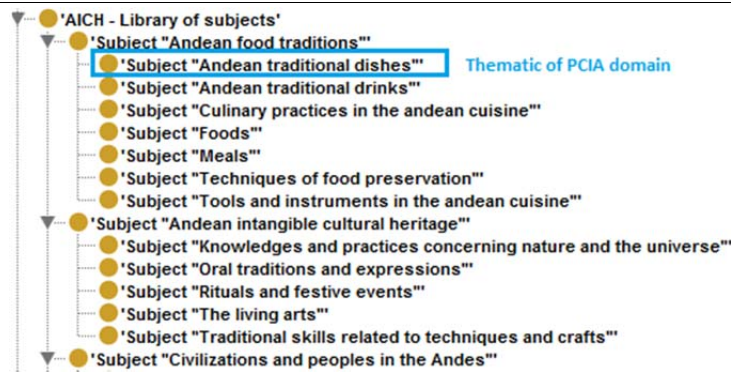 'AICH - Library of subjects'
'Subject "Andean food traditions"'
'Subject "Andean traditional dishes"' Thematic of PCIA domain
'Subject "Andean traditional drinks"'
'Subject "Culinary practices in the andean cuisine"'
'Subject "Foods"'
'Subject "Meals"'
'Subject "Techniques of food preservation"'
'Subject "Tools and instruments in the andean cuisine"'
'Subject "Andean intangible cultural heritage"'
'Subject "Knowledges and practices concerning nature and the universe"'
'Subject "Oral traditions and expressions"'
'Subject "Rituals and festive events"'
'Subject "The living arts"'
'Subject "Traditional skills related to techniques and crafts"'
'Subject "Civilizations and peoples in the Andes"'